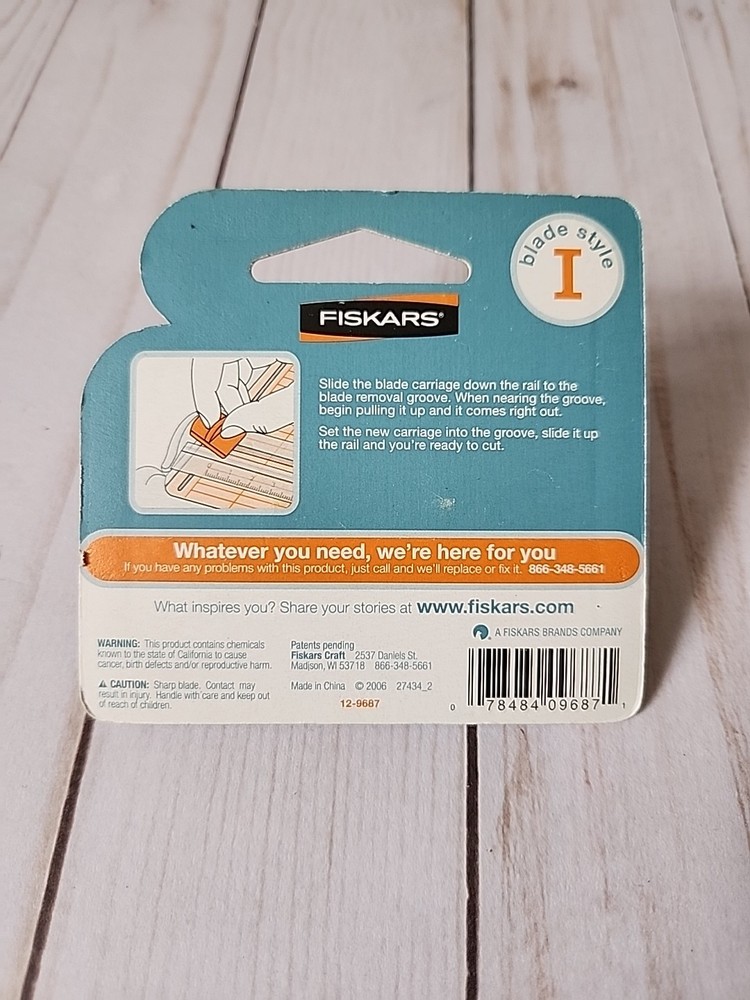 blade style
I
FISKARS®
Slide the blade carriage down the rail to the
blade removal groove. When nearing the groove,
begin pulling it up and it comes right out.
Set the new carriage into the groove, slide it up
the rail and you're ready to cut.
Whatever you need, we're here for you
If you have any problems with this product, just call and we'll replace or fix it. 866-348-5661
What inspires you? Share your stories at www.fiskars.com
A FISKARS BRANDS COMPANY
WARNING: This product contains chemicals
known to the state of California to cause
cancer, birth defects and/or reproductive harm.
⚠ CAUTION: Sharp blade. Contact may
result in injury. Handle with care and keep out
of reach of children.
Patents pending
Fiskars Craft 2537 Daniels St.
Madison, WI 53718 866-348-5661
Made in China © 2006 27434_2
12-9687
0 78484 09687 1